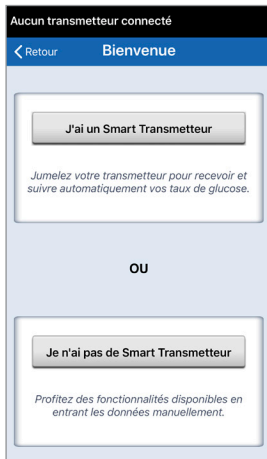 Aucun transmetteur connecté
Retour Bienvenue
J'ai un Smart Transmetteur
Jumelez votre transmetteur pour recevoir et
suivre automatiquement vos taux de glucose.
OU
Je n'ai pas de Smart Transmetteur
Profitez des fonctionnalités disponibles en
entrant les données manuellement.